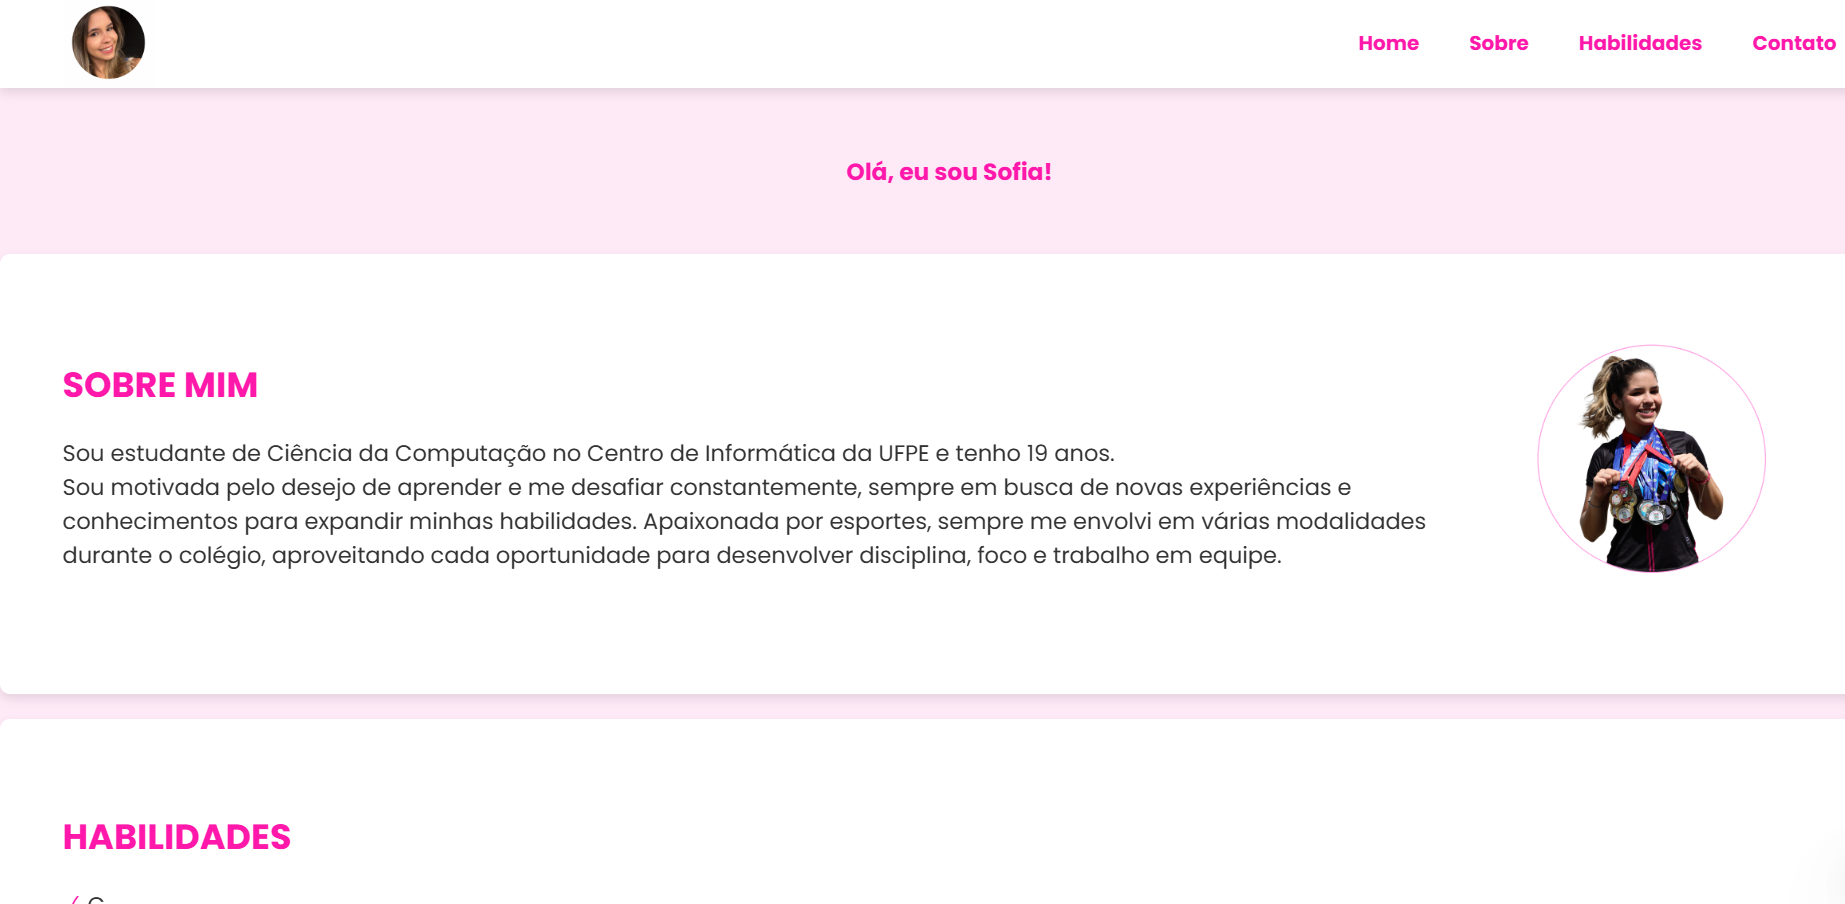 Home Sobre Habilidades Contato
Olá, eu sou Sofia!
SOBRE MIM
Sou estudante de Ciência da Computação no Centro de Informática da UFPE e tenho 19 anos.
Sou motivada pelo desejo de aprender e me desafiar constantemente, sempre em busca de novas experiências e
conhecimentos para expandir minhas habilidades. Apaixonada por esportes, sempre me envolvi em várias modalidades
durante o colégio, aproveitando cada oportunidade para desenvolver disciplina, foco e trabalho em equipe.
HABILIDADES